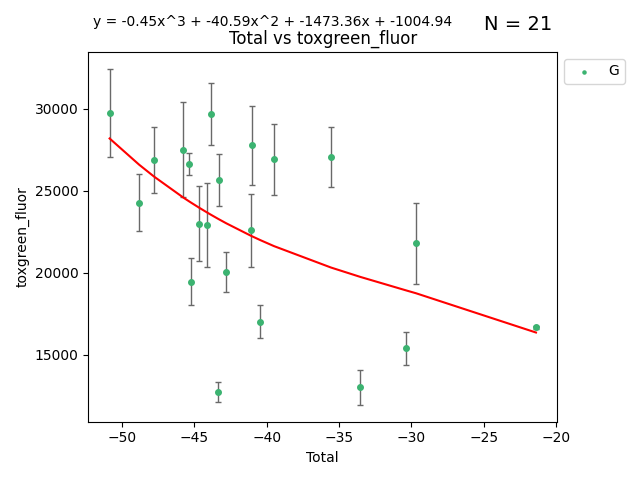 y = -0.45x^3 + -40.59x^2 + -1473.36x + -1004.94
N = 21
Total vs toxgreen_fluor
G
30000
25000
20000
15000
toxgreen_fluor
−50 −45 −40 −35 −30 −25 −20
Total